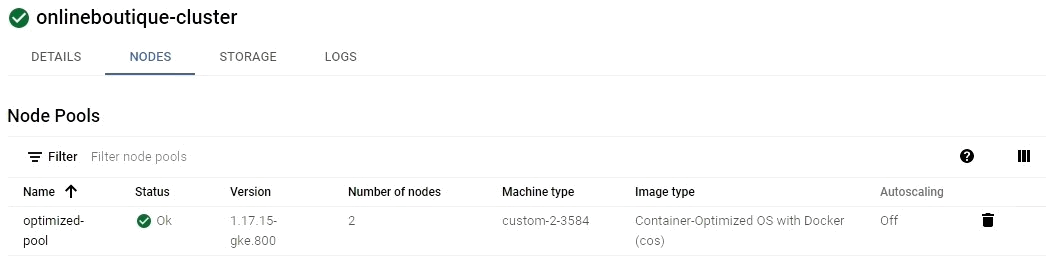 onlineboutique-cluster
DETAILS NODES STORAGE LOGS
Node Pools
Filter Filter node pools
Name Status Version Number of nodes Machine type Image type Autoscaling
optimized- Ok 1.17.15- 2 custom-2-3584 Container-Optimized OS with Docker Off
pool gke.800 (cos)